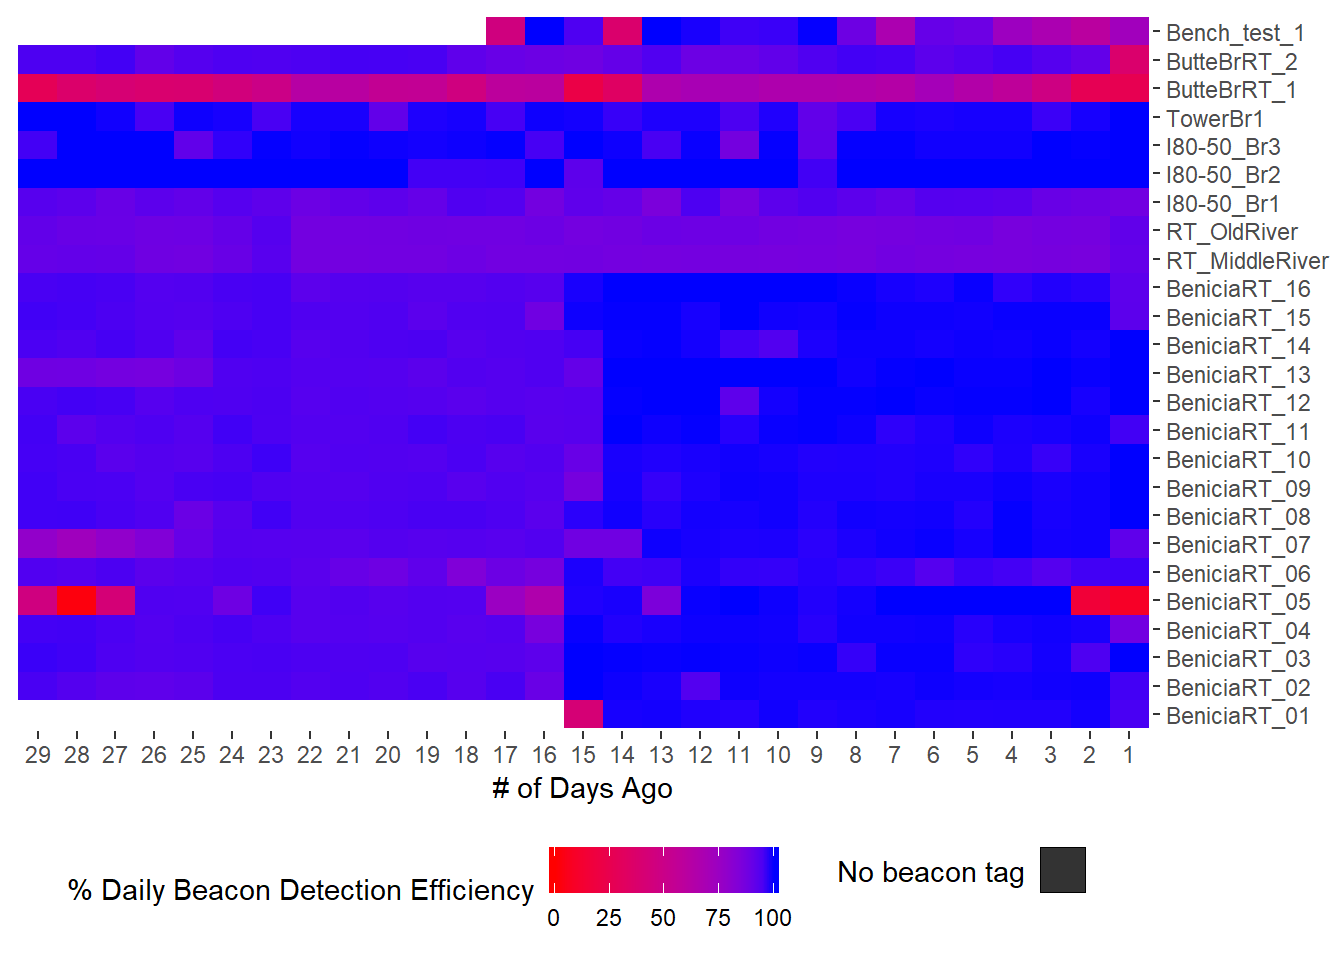 Bench_test_1
ButteBrRT_2
ButteBrRT_1
TowerBr1
I80-50_Br3
I80-50_Br2
I80-50_Br1
RT_OldRiver
RT_MiddleRiver
BeniciaRT_16
BeniciaRT_15
BeniciaRT_14
BeniciaRT_13
BeniciaRT_12
BeniciaRT_11
BeniciaRT_10
BeniciaRT_09
BeniciaRT_08
BeniciaRT_07
BeniciaRT_06
BeniciaRT_05
BeniciaRT_04
BeniciaRT_03
BeniciaRT_02
BeniciaRT_01
29 28 27 26 25 24 23 22 21 20 19 18 17 16 15 14 13 12 11 10 9 8 7 6 5 4 3 2 1
# of Days Ago
% Daily Beacon Detection Efficiency
0 25 50 75 100
No beacon tag